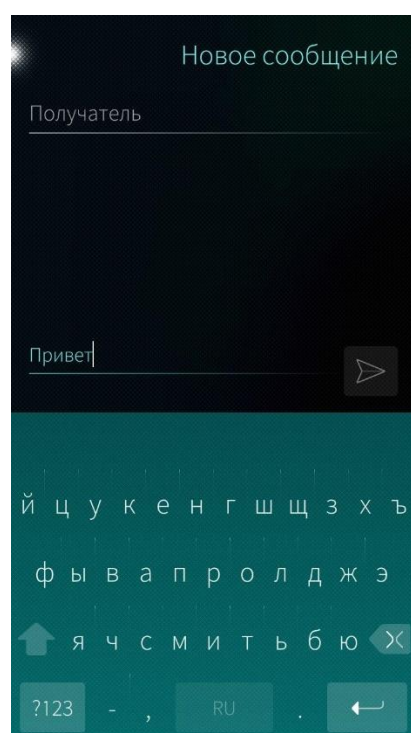 Новое сообщение
Получатель
Привет
й ц у к е н г ш щ з х ъ
ф ы в а п р о л д ж э
я ч с м и т ь б ю
?123 - , RU .